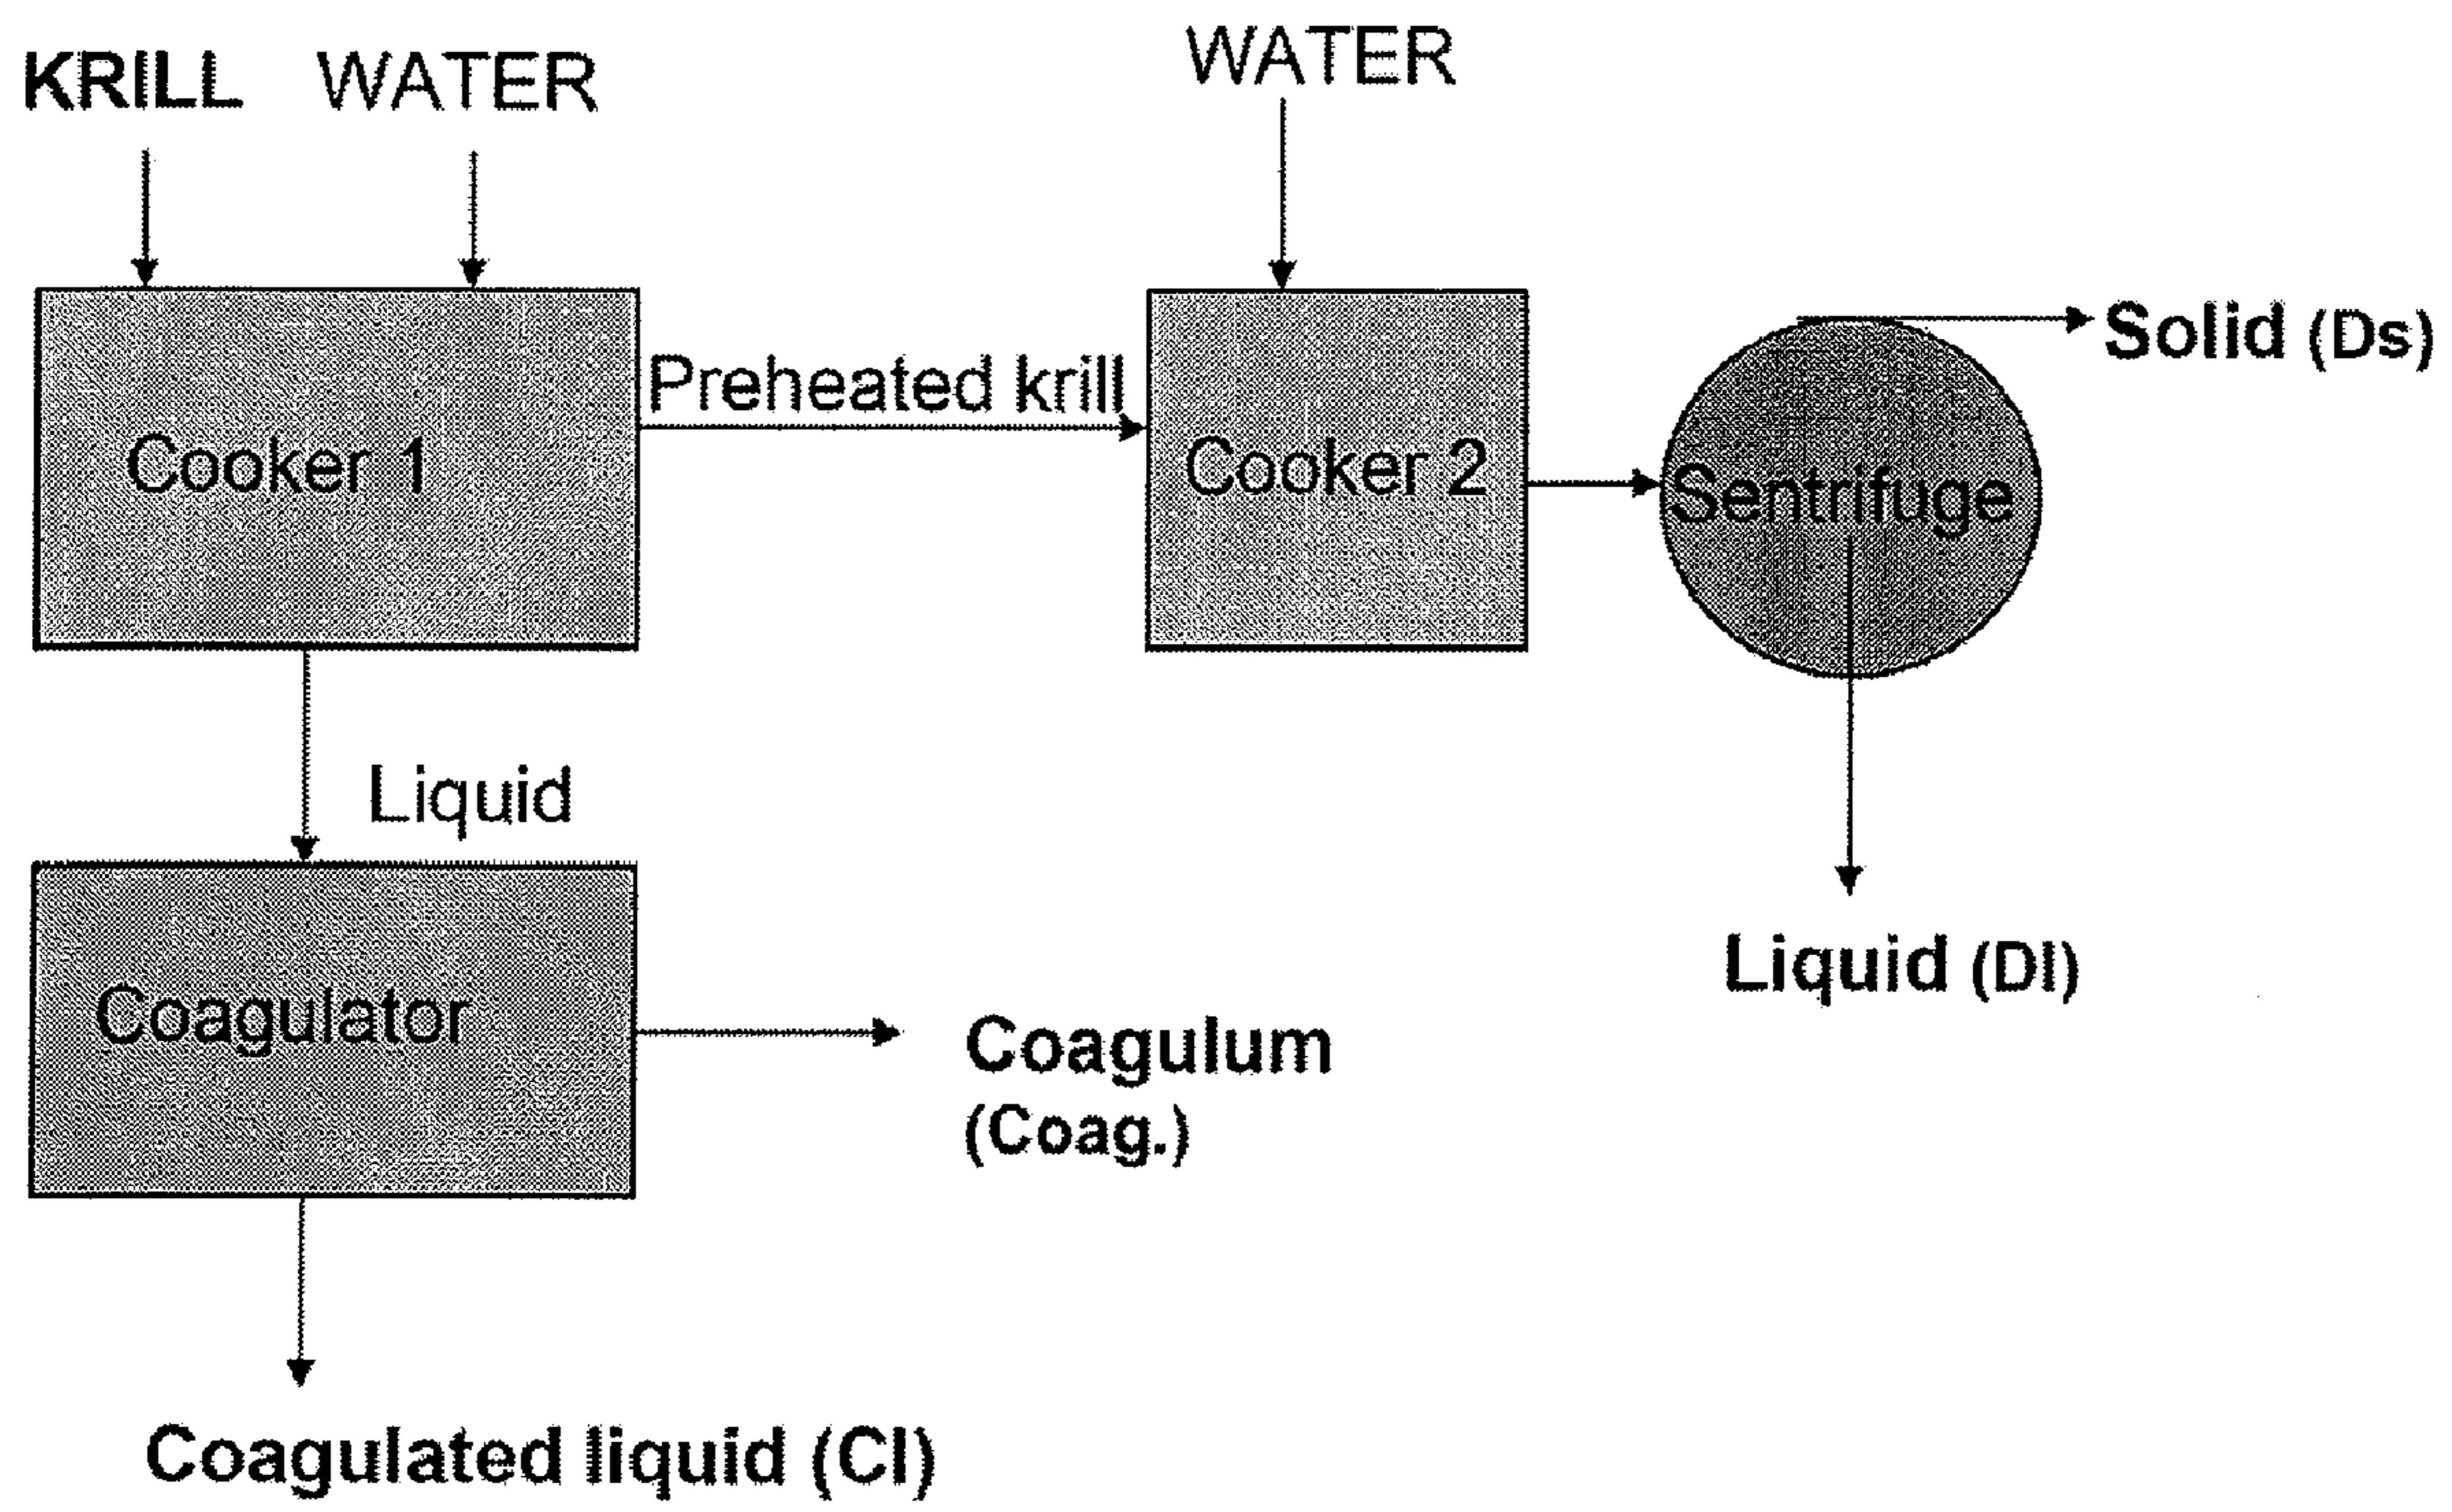 KRILL WATER
WATER
Preheated krill
Solid (Ds)
Cooker 1
Cooker 2
Sentrifuge
Liquid
Liquid (Dl)
Coagulator
Coagulum
(Coag.)
Coagulated liquid (Cl)